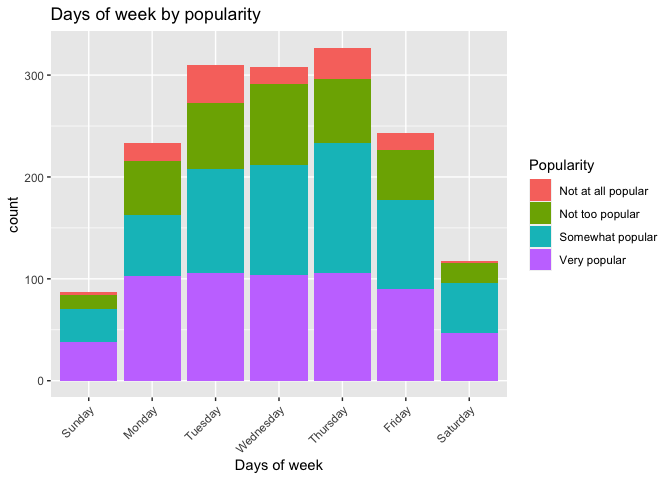 Days of week by popularity
count
300
200
100
0
Sunday
Monday
Tuesday
Wednesday
Thursday
Friday
Saturday
Days of week
Popularity
Not at all popular
Not too popular
Somewhat popular
Very popular